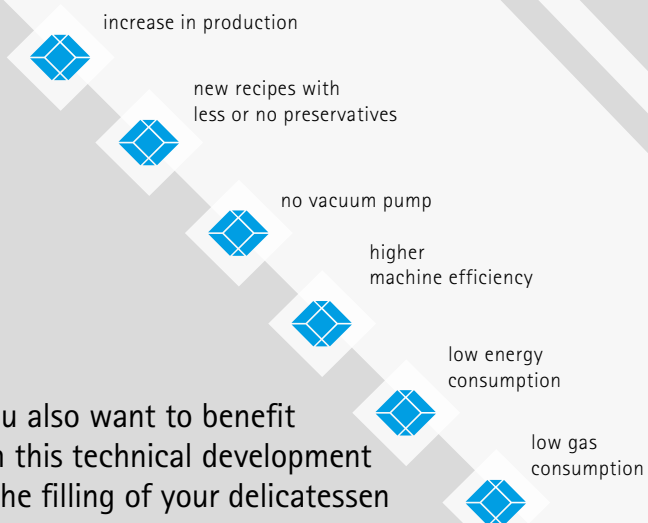 increase in production
new recipes with
less or no preservatives
no vacuum pump
higher
machine efficiency
low energy
consumption
low gas
consumption
also want to benefit
this technical development
filling of your delicatessen